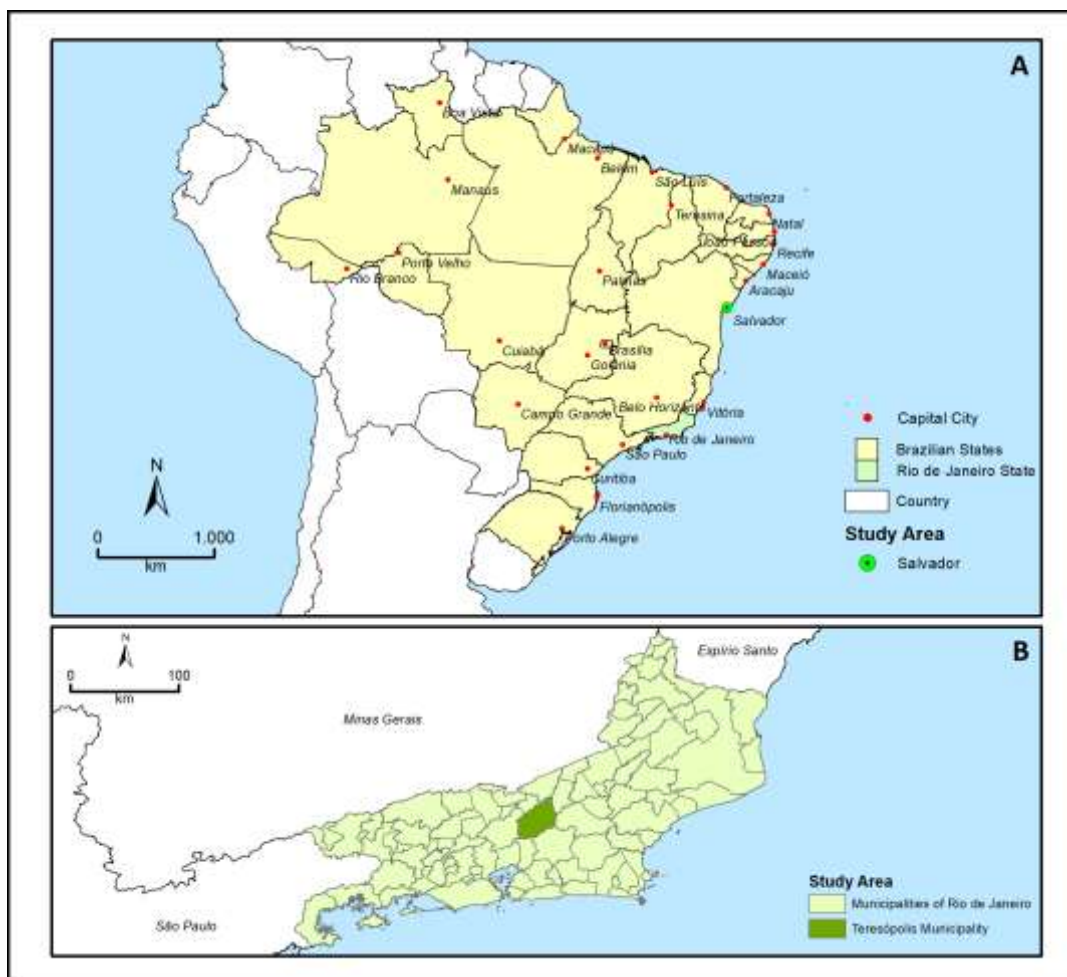 A
Boa Vista
Macapá
Belém
São Luís
Fortaleza
Manaus
Teresina
Natal
João Pessoa
Recife
Porto Velho
Rio Branco
Palmas
Maceió
Aracaju
Salvador
Cuiabá
Brasília
Goiânia
Belo Horizonte
Vitória
Campo Grande
Rio de Janeiro
São Paulo
Curitiba
Florianópolis
Porto Alegre
N
0 1.000
km
Capital City
Brazilian States
Rio de Janeiro State
Country
Study Area
Salvador
B
N
0 100
km
Espírio Santo
Minas Gerais
São Paulo
Study Area
Municipalities of Rio de Janeiro
Teresópolis Municipality